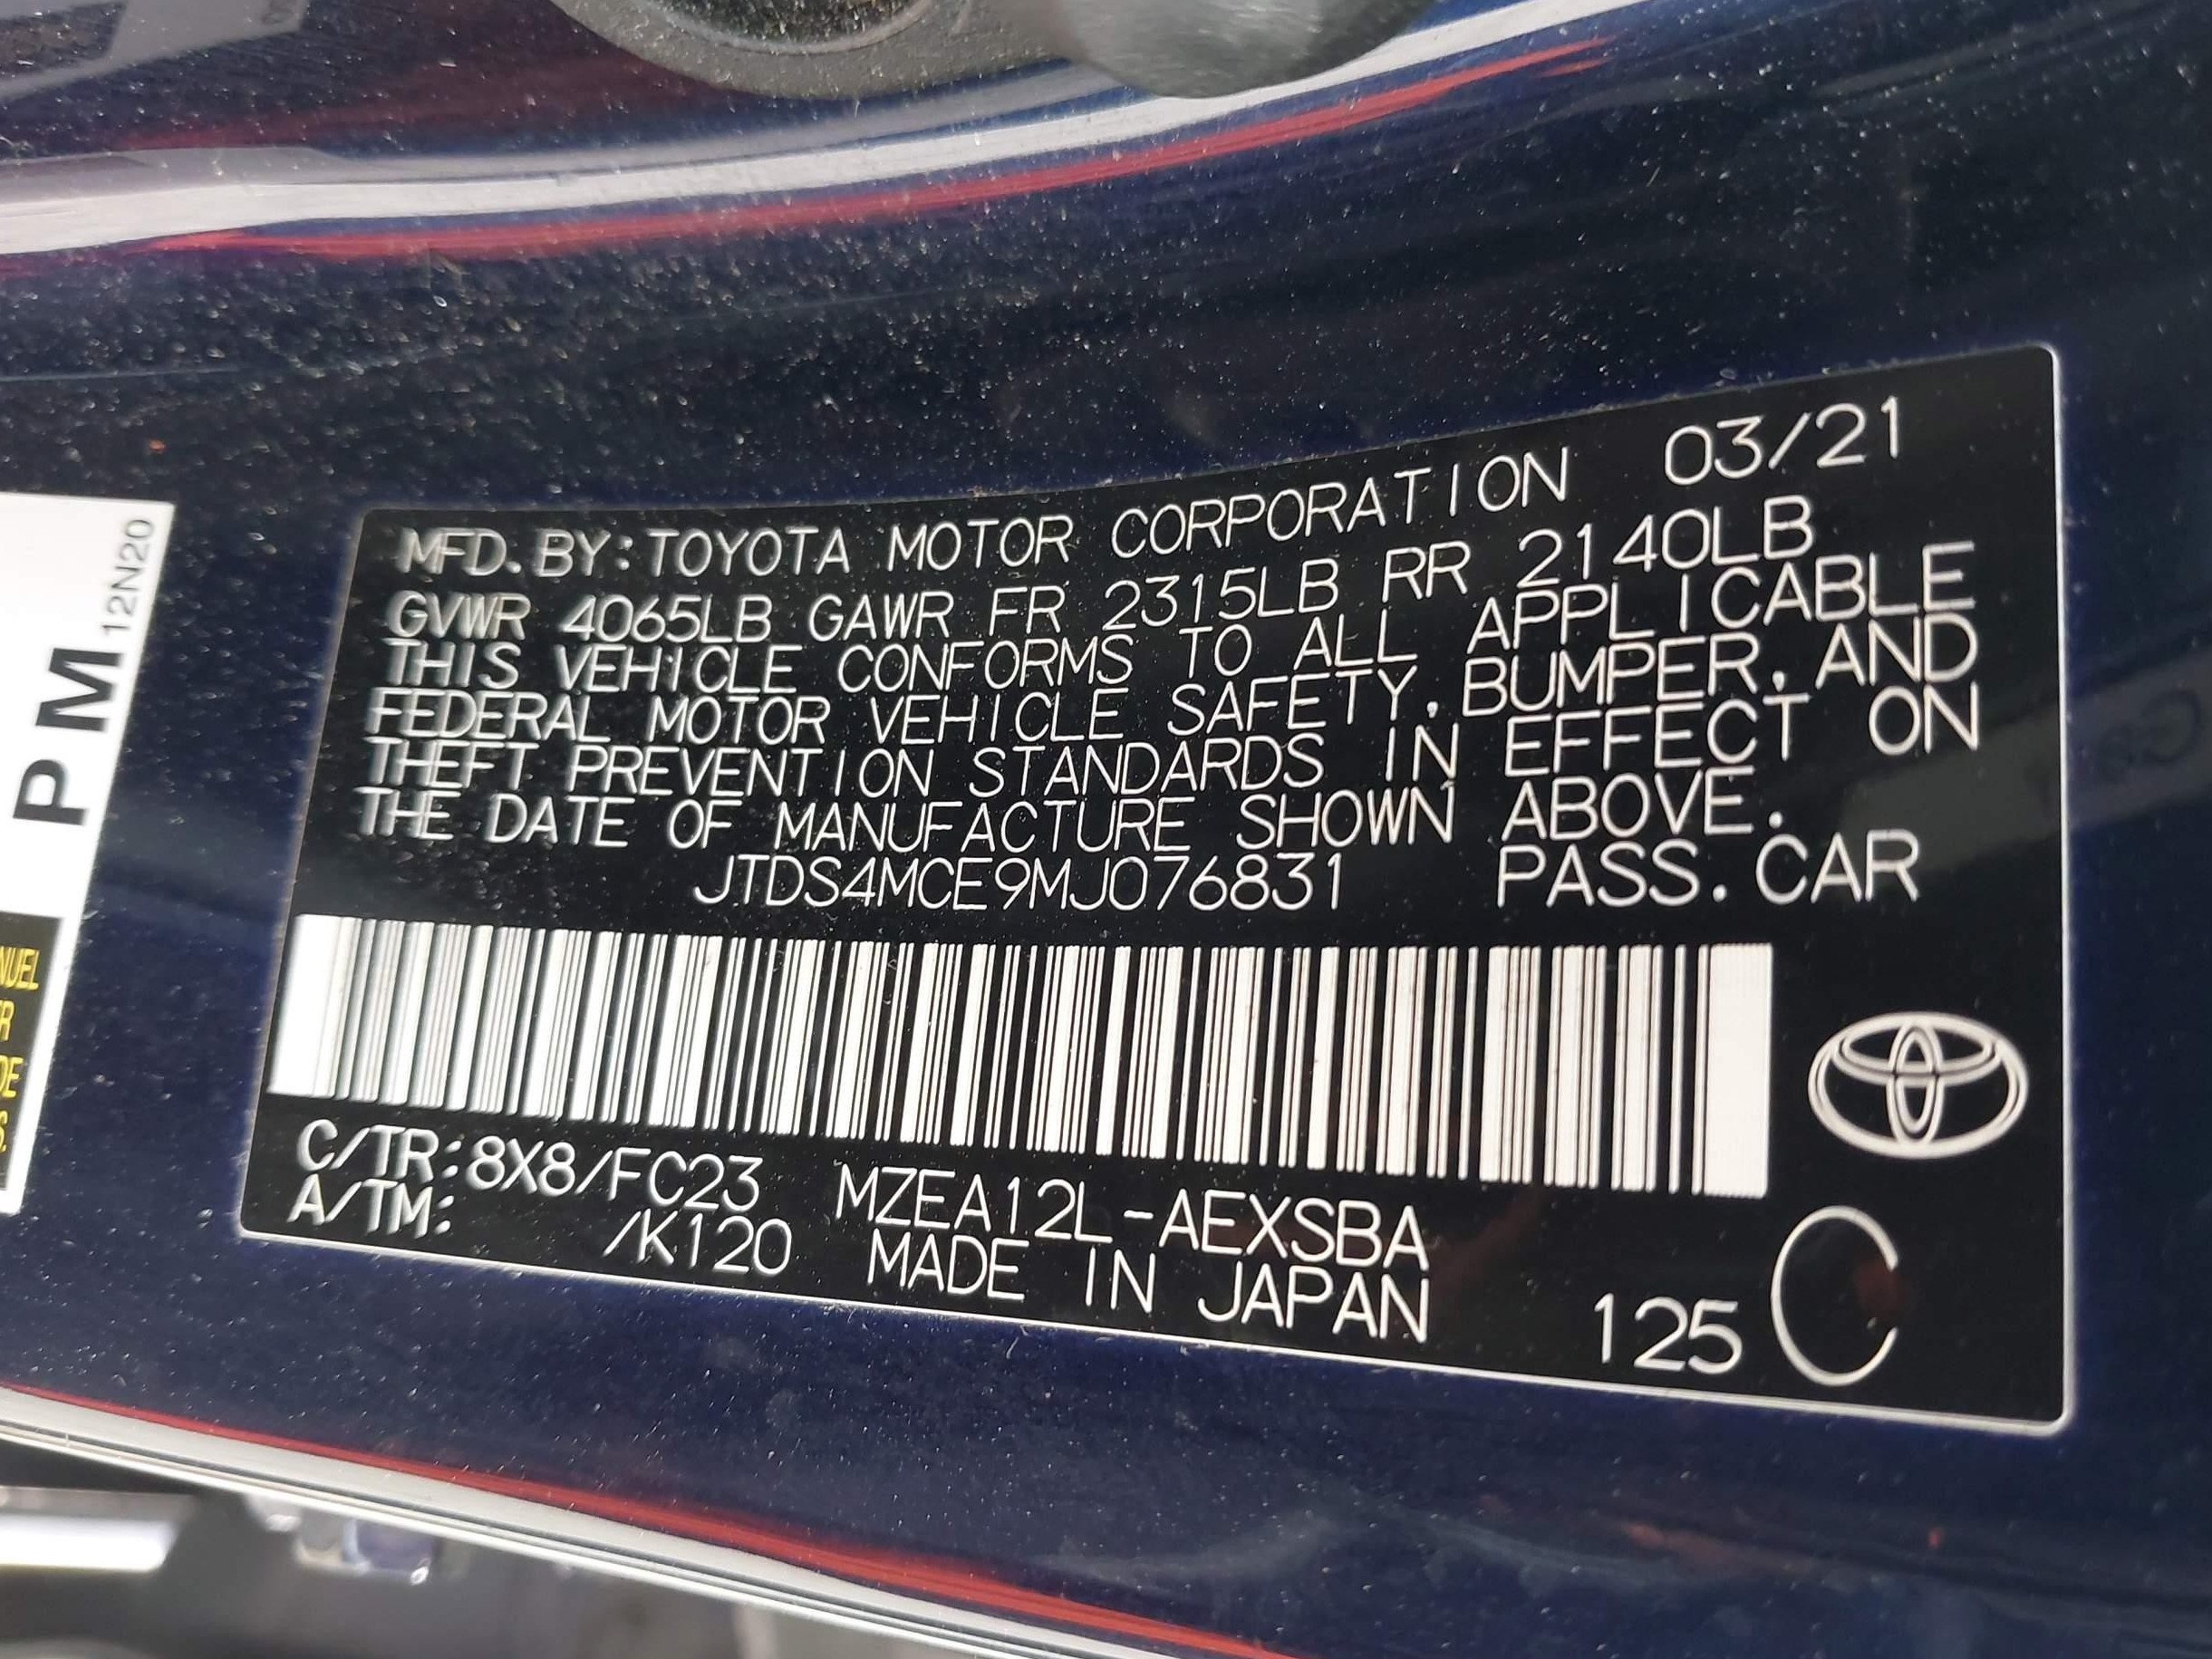 MFD.BY:TOYOTA MOTOR CORPORATION 03/21
GVWR 4065LB GAWR FR 2315LB RR 2140LB
THIS VEHICLE CONFORMS TO ALL APPLICABLE
FEDERAL MOTOR VEHICLE SAFETY, BUMPER, AND
THEFT PREVENTION STANDARDS IN EFFECT ON
THE DATE OF MANUFACTURE SHOWN ABOVE.
JTDS4MCE9MJ076831 PASS.CAR
C/TR:8X8/FC23 MZEA12L-AEXSBA
A/TM: /K120 MADE IN JAPAN 125 C
PM 12N20